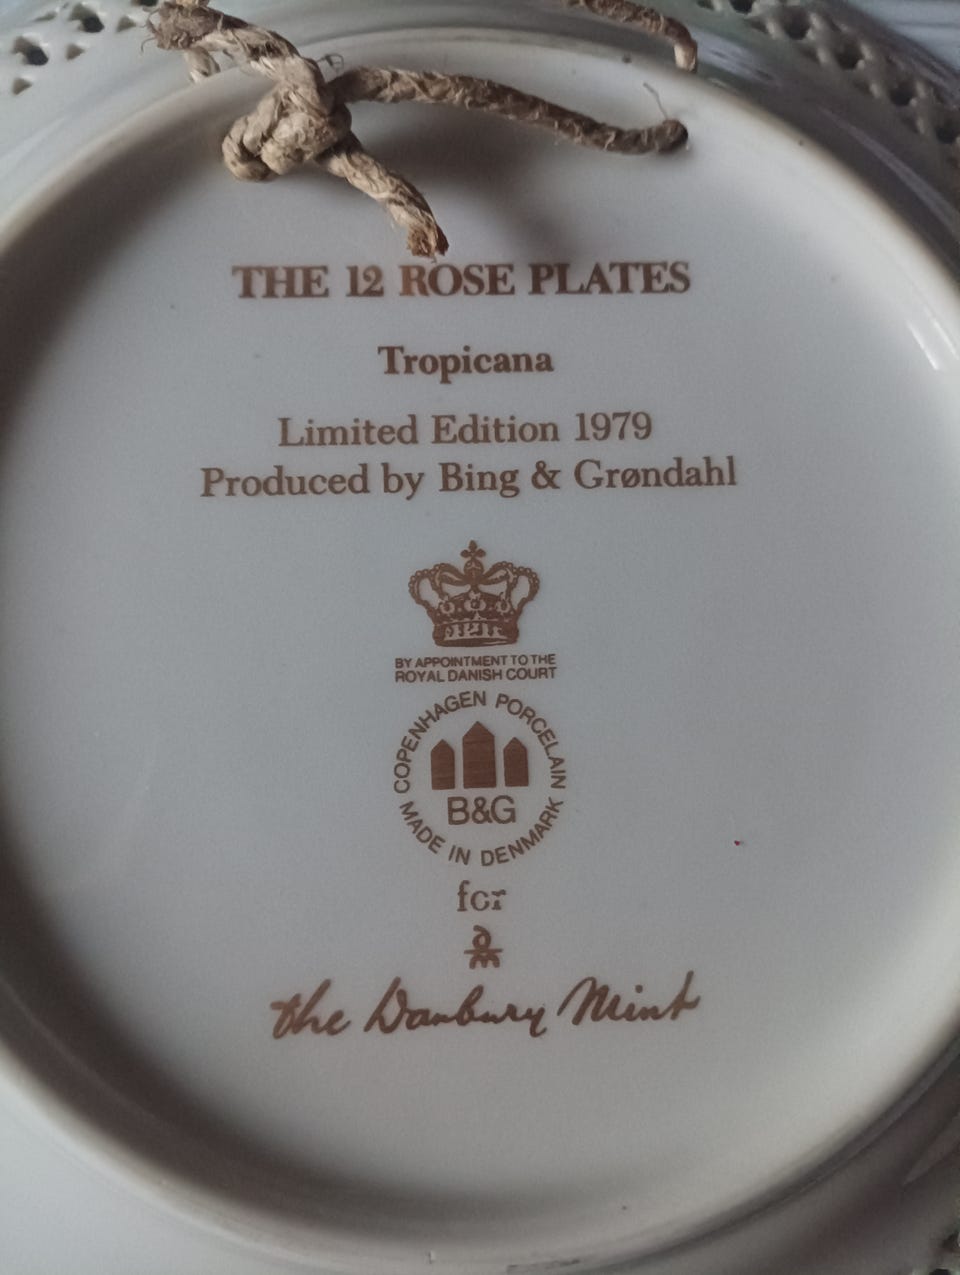 THE 12 ROSE PLATES
Tropicana
Limited Edition 1979
Produced by Bing & Grøndahl
BY APPOINTMENT TO THE
ROYAL DANISH COURT
COPENHAGEN PORCELAIN
B&G
MADE IN DENMARK
for
dm
the Danbury Mint